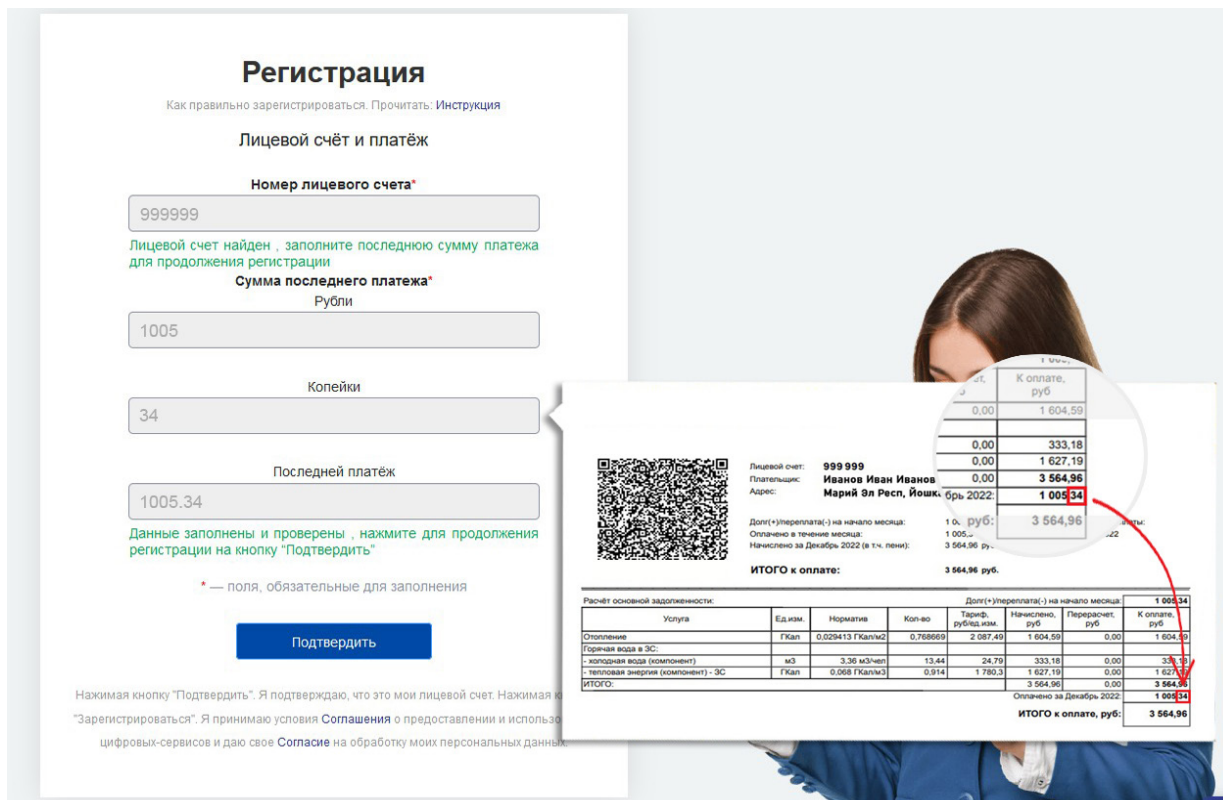 Регистрация
Как правильно зарегистрироваться. Прочитать: Инструкция
Лицевой счёт и платёж
Номер лицевого счета*
999999
Лицевой счет найден , заполните последнюю сумму платежа
для продолжения регистрации
Сумма последнего платежа*
Рубли
1005
Копейки
34
Последней платёж
1005.34
Данные заполнены и проверены , нажмите для продолжения
регистрации на кнопку "Подтвердить"
* — поля, обязательные для заполнения
Подтвердить
Нажимая кнопку "Подтвердить". Я подтверждаю, что это мои лицевой счет. Нажимая
"Зарегистрироваться". Я принимаю условия Соглашения о предоставлении и
цифровых-сервисов и даю свое Согласие на обработку моих персональных данных.
К оплате,
руб
0,00 1 604,59
0,00 333,18
0,00 1 627,19
0,00 3 564,96
брь 2022: 1 005,34
руб: 3 564,96
Лицевой счет: 999 999
Плательщик: Иванов Иван Иванов
Адрес: Марий Эл Респ,
Долг(+)/переплата(-) на начало месяца:
Оплачено в течение месяца:
Начислено за Декабрь 2022 (в т.ч. пени): 3 564,96
ИТОГО к оплате: 3 564,96 руб.
Расчёт основной задолженности: Долг(+)/переплата(-) на начало месяца: 1 005,34
Услуга Ед.изм. Норматив Кол-во Тариф, руб/ед.изм. Начислено, руб Перерасчет, руб К оплате, руб
Отопление ГКал 0,029413 ГКал/м2 0,768669 2 087,49 1 604,59 0,00 1 604,59
Горячая вода в ЗС:
- холодная вода (компонент) м3 3,36 м3/чел 13,44 24,79 333,18 0,00 333,18
- тепловая энергия (компонент) - ЗС ГКал 0,068 ГКал/м3 0,914 1 780,3 1 627,19 0,00 1 627,19
ИТОГО: 3 564,96 0,00 3 564,96
Оплачено за Декабрь 2022: 1 005,34
ИТОГО к оплате, руб: 3 564,96